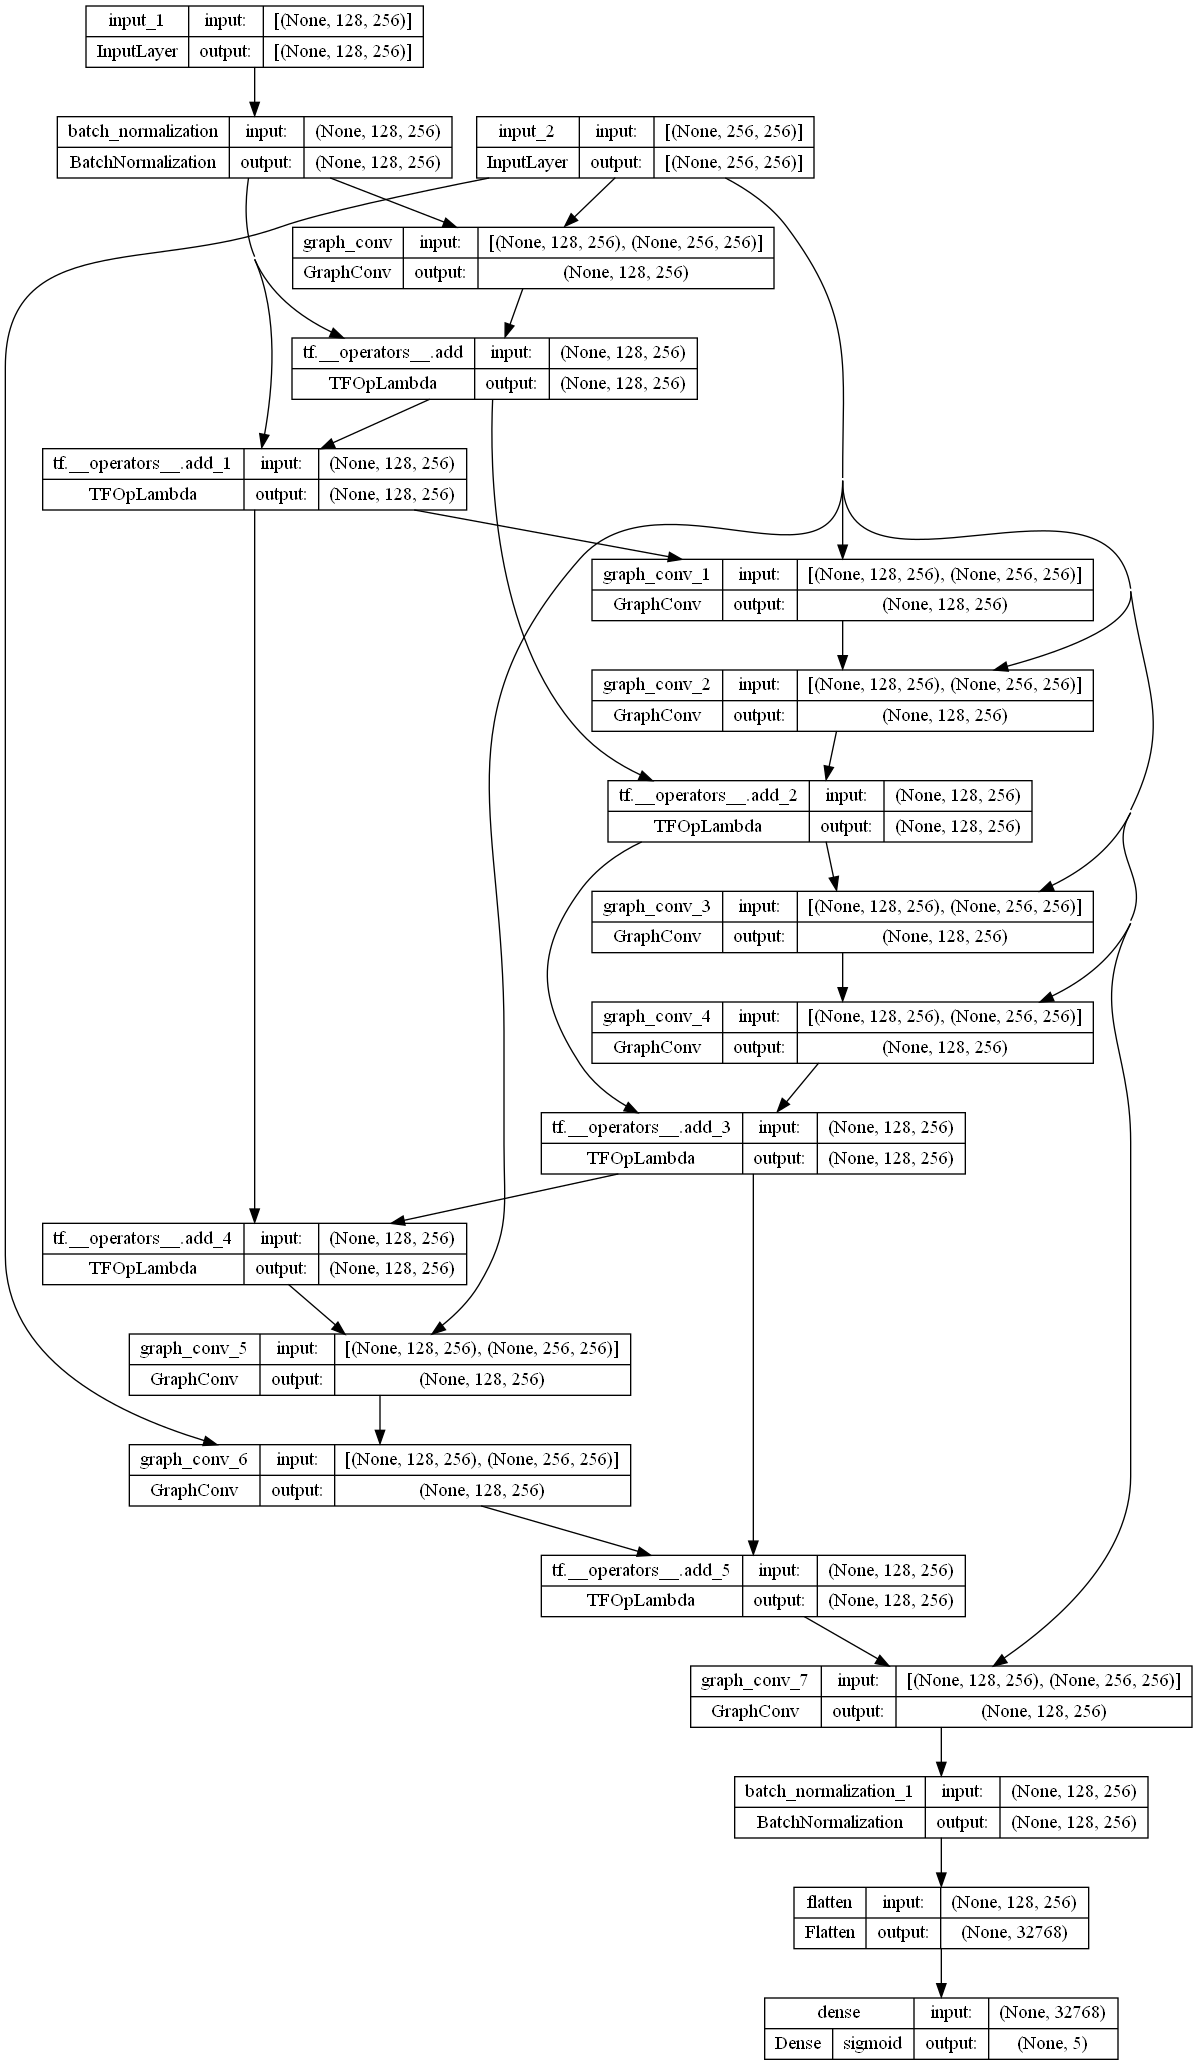 input_1 input: [(None, 128, 256)]
InputLayer output: [(None, 128, 256)]
batch_normalization input: (None, 128, 256)
BatchNormalization output: (None, 128, 256)
input_2 input: [(None, 256, 256)]
InputLayer output: [(None, 256, 256)]
graph_conv input: [(None, 128, 256), (None, 256, 256)]
GraphConv output: (None, 128, 256)
tf.__operators__.add input: (None, 128, 256)
TFOpLambda output: (None, 128, 256)
tf.__operators__.add_1 input: (None, 128, 256)
TFOpLambda output: (None, 128, 256)
graph_conv_1 input: [(None, 128, 256), (None, 256, 256)]
GraphConv output: (None, 128, 256)
graph_conv_2 input: [(None, 128, 256), (None, 256, 256)]
GraphConv output: (None, 128, 256)
tf.__operators__.add_2 input: (None, 128, 256)
TFOpLambda output: (None, 128, 256)
graph_conv_3 input: [(None, 128, 256), (None, 256, 256)]
GraphConv output: (None, 128, 256)
graph_conv_4 input: [(None, 128, 256), (None, 256, 256)]
GraphConv output: (None, 128, 256)
tf.__operators__.add_3 input: (None, 128, 256)
TFOpLambda output: (None, 128, 256)
tf.__operators__.add_4 input: (None, 128, 256)
TFOpLambda output: (None, 128, 256)
graph_conv_5 input: [(None, 128, 256), (None, 256, 256)]
GraphConv output: (None, 128, 256)
graph_conv_6 input: [(None, 128, 256), (None, 256, 256)]
GraphConv output: (None, 128, 256)
tf.__operators__.add_5 input: (None, 128, 256)
TFOpLambda output: (None, 128, 256)
graph_conv_7 input: [(None, 128, 256), (None, 256, 256)]
GraphConv output: (None, 128, 256)
batch_normalization_1 input: (None, 128, 256)
BatchNormalization output: (None, 128, 256)
flatten input: (None, 128, 256)
Flatten output: (None, 32768)
dense input: (None, 32768)
Dense sigmoid output: (None, 5)